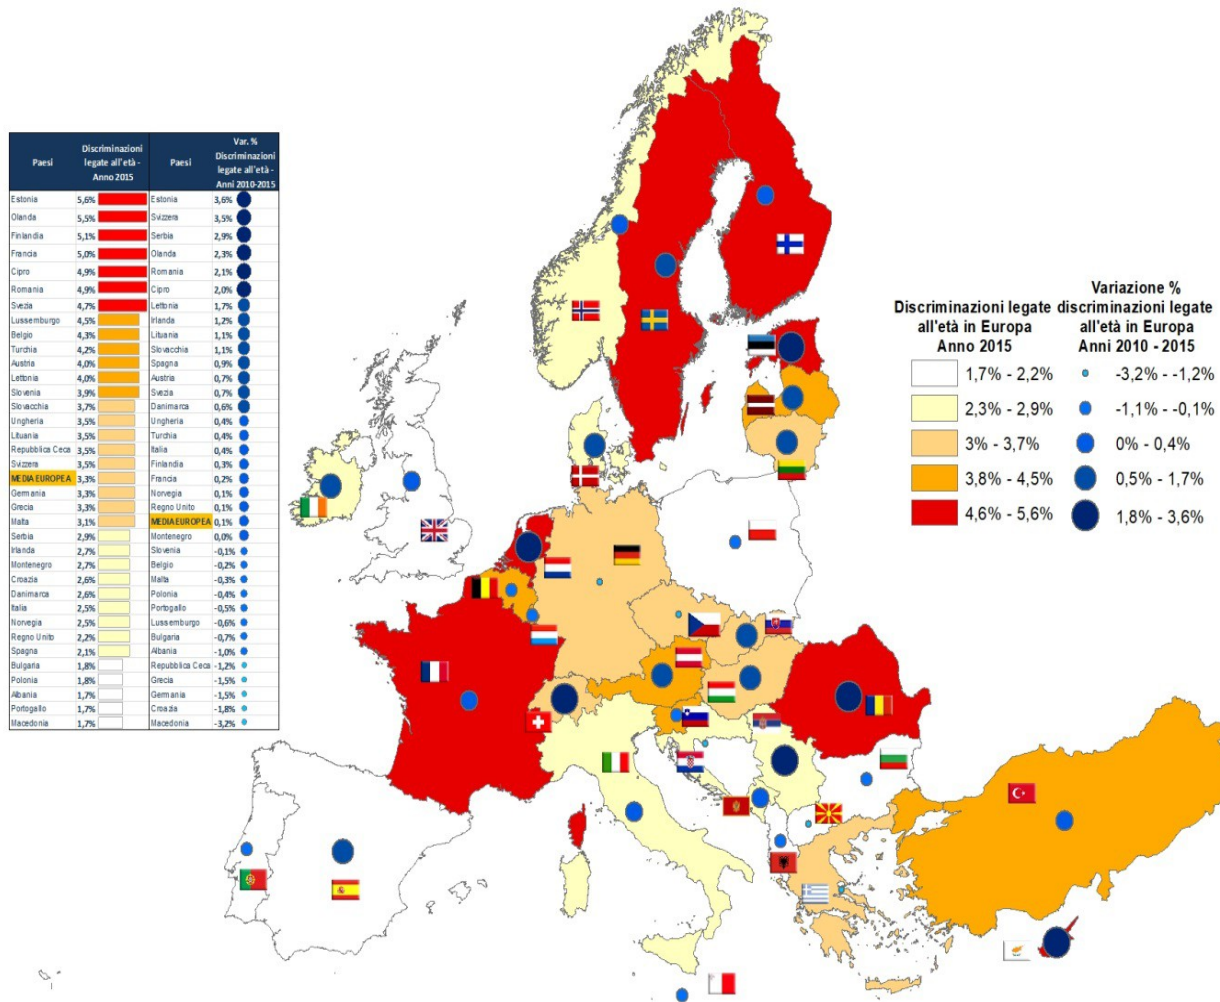 Paesi
Discriminazioni
legate all'età -
Anno 2015
Paesi
Var. %
Discriminazioni
legate all'età -
Anni 2010-2015
Estonia 5,6% Estonia 3,6%
Olanda 5,5% Svizzera 3,5%
Finlandia 5,1% Serbia 2,9%
Francia 5,0% Olanda 2,3%
Cipro 4,9% Romania 2,1%
Romania 4,9% Cipro 2,0%
Svezia 4,7% Lettonia 1,7%
Lussemburgo 4,5% Irlanda 1,2%
Belgio 4,3% Lituania 1,1%
Turchia 4,2% Slovacchia 1,1%
Austria 4,0% Spagna 0,9%
Lettonia 4,0% Austria 0,7%
Slovenia 3,9% Svezia 0,7%
Slovacchia 3,7% Danimarca 0,6%
Ungheria 3,5% Ungheria 0,4%
Lituania 3,5% Turchia 0,4%
Repubblica Ceca 3,5% Italia 0,4%
Svizzera 3,5% Finlandia 0,3%
MEDIA EUROPEA 3,3% Francia 0,2%
Germania 3,3% Norvegia 0,1%
Grecia 3,3% Regno Unito 0,1%
Malta 3,1% MEDIA EUROPEA 0,1%
Serbia 2,9% Montenegro 0,0%
Irlanda 2,7% Slovenia -0,1%
Montenegro 2,7% Belgio -0,2%
Croazia 2,6% Malta -0,3%
Danimarca 2,6% Polonia -0,4%
Italia 2,5% Portogallo -0,5%
Norvegia 2,5% Lussemburgo -0,6%
Regno Unito 2,2% Bulgaria -0,7%
Spagna 2,1% Albania -1,0%
Bulgaria 1,8% Repubblica Ceca -1,2%
Polonia 1,8% Grecia -1,5%
Albania 1,7% Germania -1,5%
Portogallo 1,7% Croazia -1,8%
Macedonia 1,7% Macedonia -3,2%
Discriminazioni legate
all'età in Europa
Anno 2015
1,7% - 2,2%
2,3% - 2,9%
3% - 3,7%
3,8% - 4,5%
4,6% - 5,6%
Variazione %
discriminazioni legate
all'età in Europa
Anni 2010 - 2015
-3,2% - -1,2%
-1,1% - -0,1%
0% - 0,4%
0,5% - 1,7%
1,8% - 3,6%